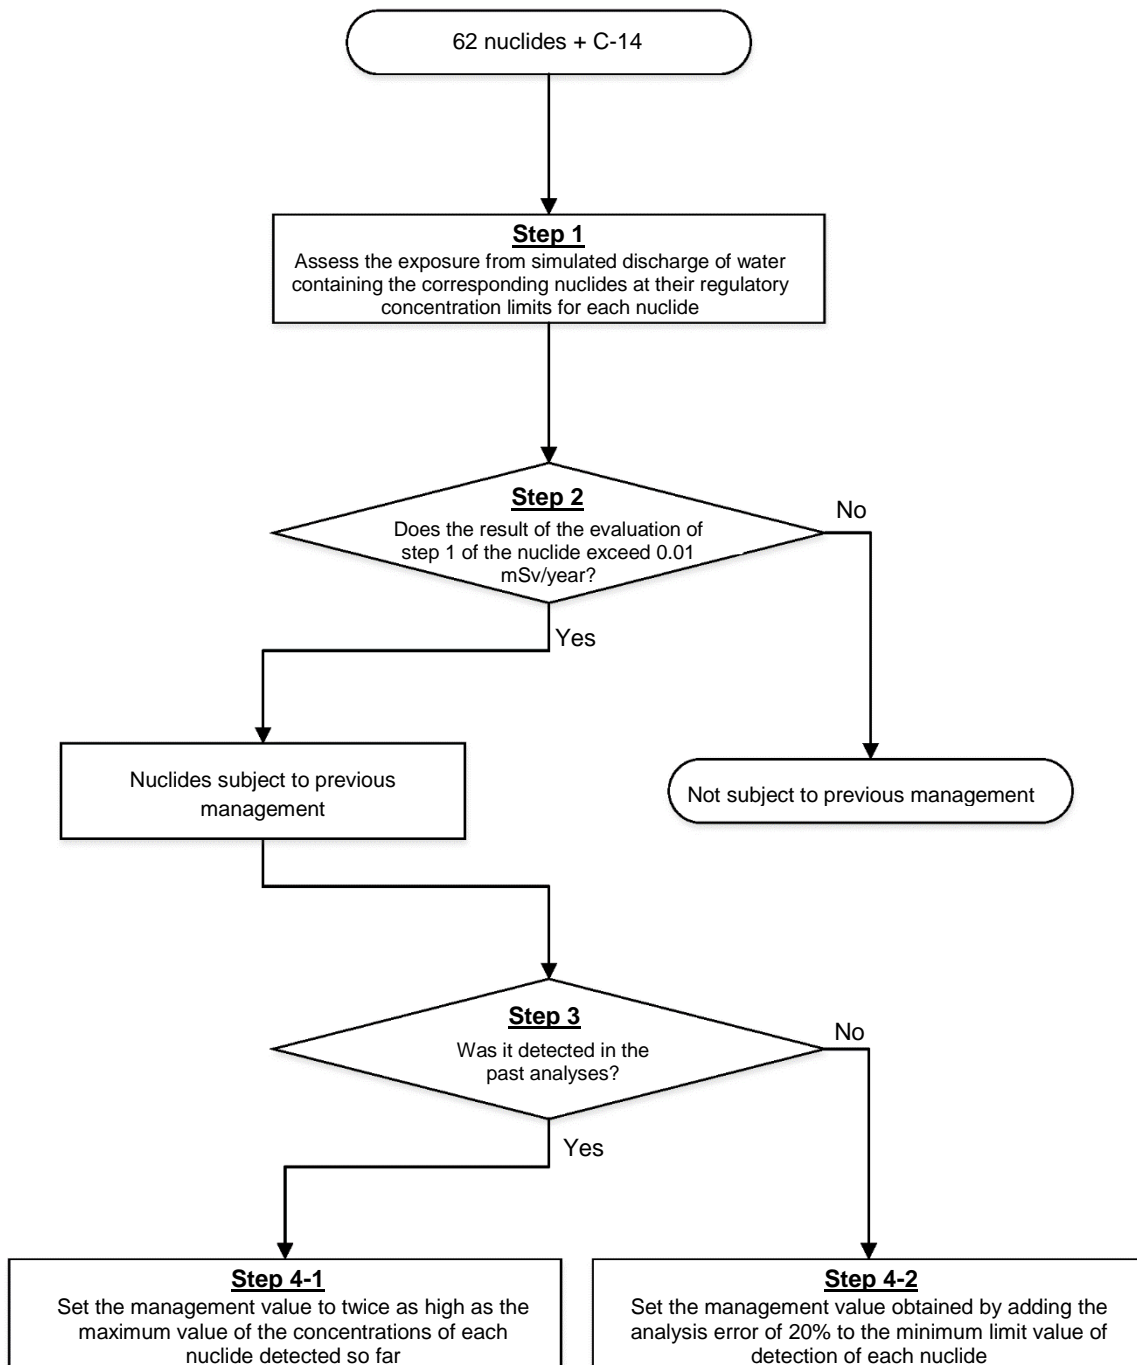 62 nuclides + C-14
Step 1
Assess the exposure from simulated discharge of water
containing the corresponding nuclides at their regulatory
concentration limits for each nuclide
Step 2
Does the result of the evaluation of
step 1 of the nuclide exceed 0.01
mSv/year?
No
Yes
Nuclides subject to previous
management
Not subject to previous management
Step 3
Was it detected in the
past analyses?
No
Yes
Step 4-1
Set the management value to twice as high as the
maximum value of the concentrations of each
nuclide detected so far
Step 4-2
Set the management value obtained by adding the
analysis error of 20% to the minimum limit value of
detection of each nuclide